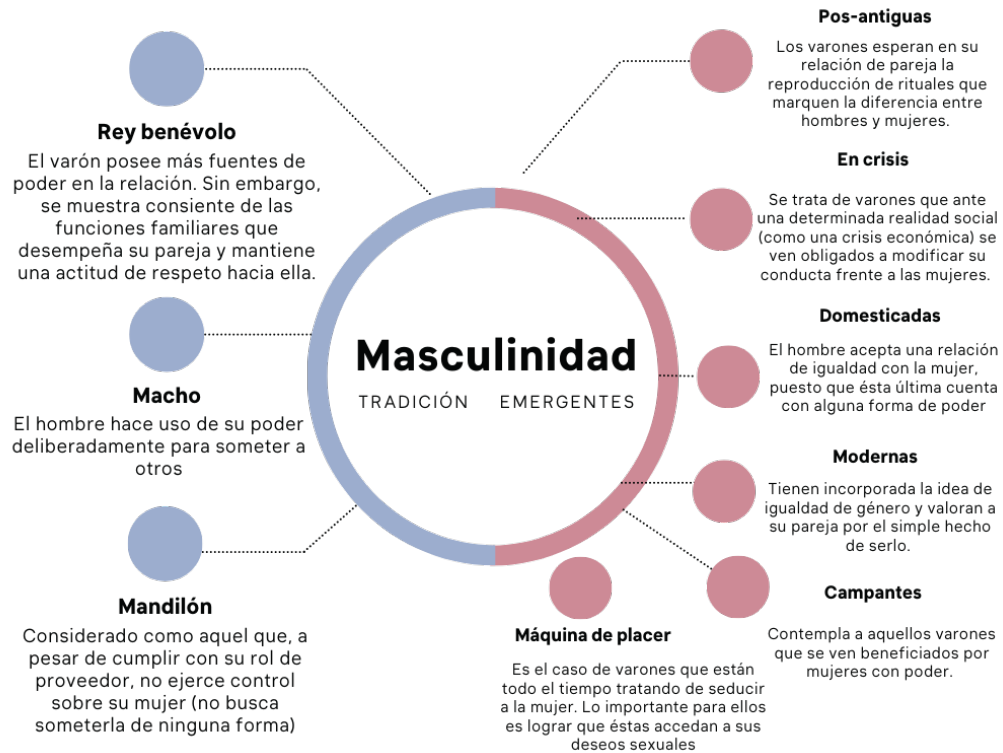 Masculinidad
TRADICIÓN EMERGENTES
Rey benévolo
El varón posee más fuentes de
poder en la relación. Sin embargo,
se muestra consiente de las
funciones familiares que
desempeña su pareja y mantiene
una actitud de respeto hacia ella.
Macho
El hombre hace uso de su poder
deliberadamente para someter a
otros
Mandilón
Considerado como aquel que, a
pesar de cumplir con su rol de
proveedor, no ejerce control
sobre su mujer (no busca
someterla de ninguna forma)
Pos-antiguas
Los varones esperan en su
relación de pareja la
reproducción de rituales que
marquen la diferencia entre
hombres y mujeres.
En crisis
Se trata de varones que ante
una determinada realidad social
(como una crisis económica) se
ven obligados a modificar su
conducta frente a las mujeres.
Domesticadas
El hombre acepta una relación
de igualdad con la mujer,
puesto que ésta última cuenta
con alguna forma de poder
Modernas
Tienen incorporada la idea de
igualdad de género y valoran a
su pareja por el simple hecho
de serlo.
Campantes
Contempla a aquellos varones
que se ven beneficiados por
mujeres con poder.
Máquina de placer
Es el caso de varones que están
todo el tiempo tratando de seducir
a la mujer. Lo importante para ellos
es lograr que éstas accedan a sus
deseos sexuales